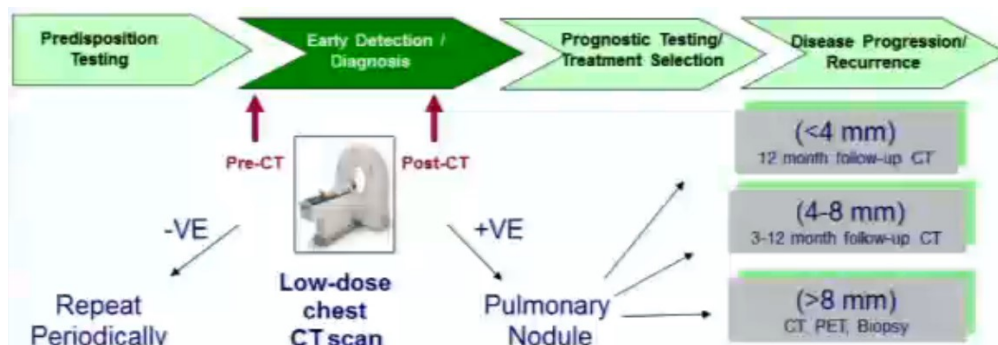 Predisposition
Testing
Early Detection /
Diagnosis
Prognostic Testing/
Treatment Selection
Disease Progression/
Recurrence
Pre-CT
Post-CT
-VE
+VE
Low-dose
chest
CT scan
Repeat
Periodically
Pulmonary
Nodule
(<4 mm)
12 month follow-up CT
(4-8 mm)
3-12 month follow-up CT
(>8 mm)
CT, PET, Biopsy